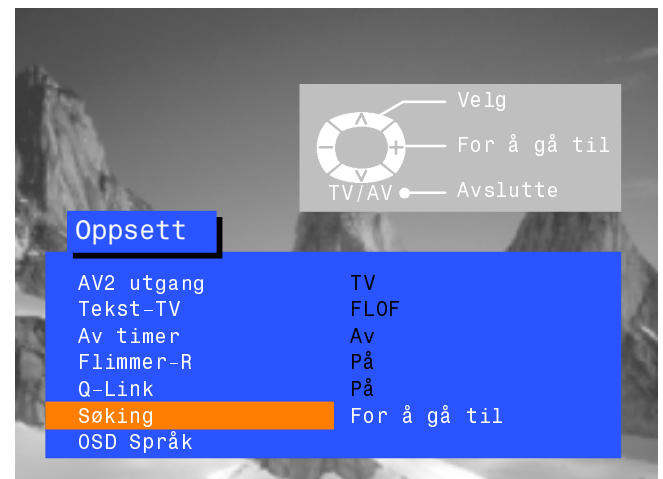 Velg
For å gå til
TV/AV Avslutte
Oppsett
AV2 utgang TV
Tekst-TV FLOF
Av timer Av
Flimmer-R På
Q-Link På
Søking For å gå til
OSD Språk